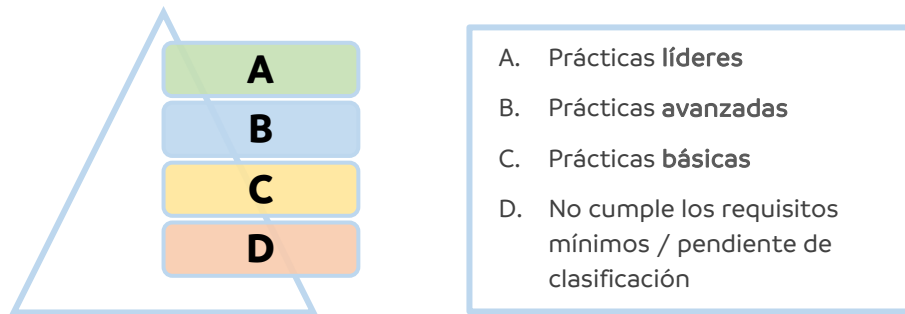 A
B
C
D
A. Prácticas líderes
B. Prácticas avanzadas
C. Prácticas básicas
D. No cumple los requisitos
mínimos / pendiente de
clasificación